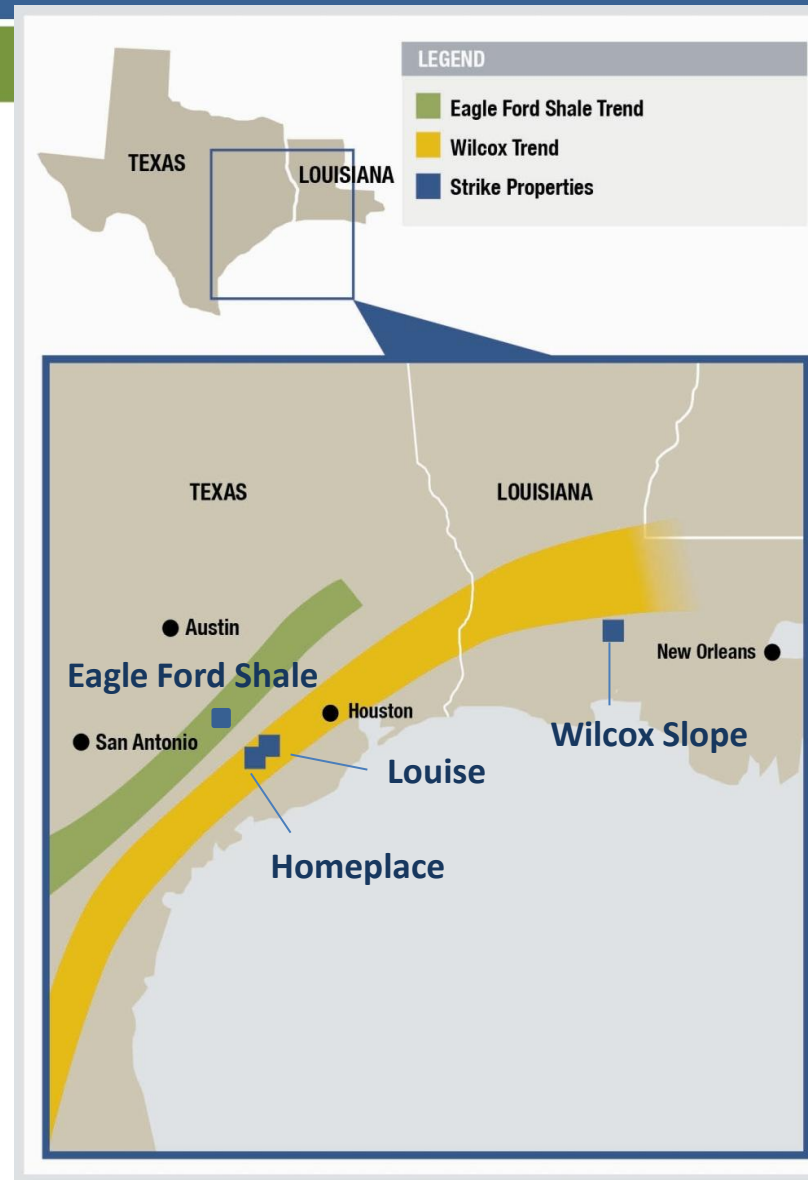 LEGEND
Eagle Ford Shale Trend
Wilcox Trend
Strike Properties
TEXAS
LOUISIANA
TEXAS
LOUISIANA
Austin
Eagle Ford Shale
San Antonio
Houston
New Orleans
Wilcox Slope
Louise
Homeplace